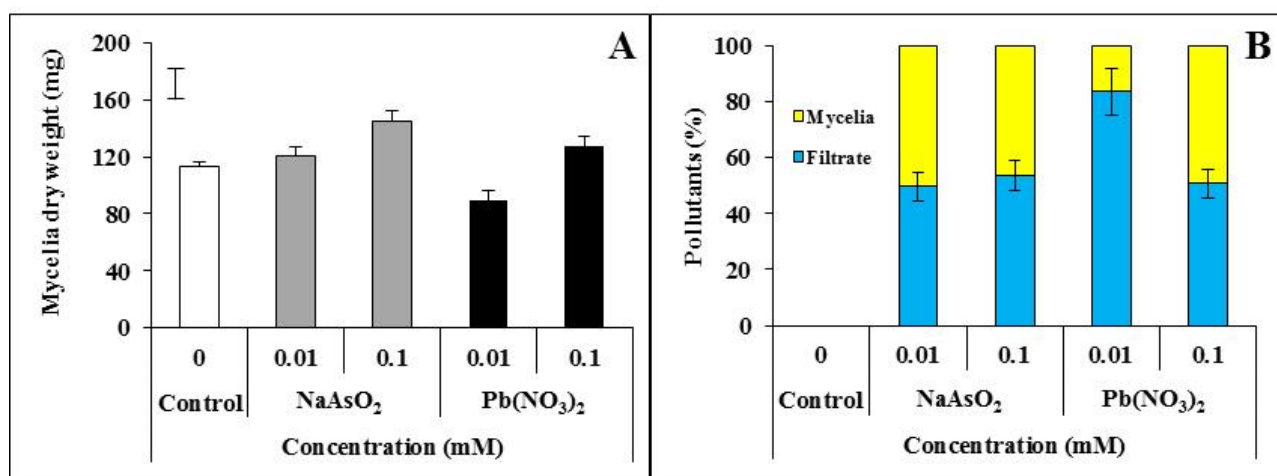 A
Mycelia dry weight (mg)
200
160
120
80
40
0
0 0.01 0.1 0.01 0.1
Control NaAsO₂ Pb(NO₃)₂
Concentration (mM)
B
Pollutants (%)
100
80
60
40
20
0
Mycelia
Filtrate
0 0.01 0.1 0.01 0.1
Control NaAsO₂ Pb(NO₃)₂
Concentration (mM)